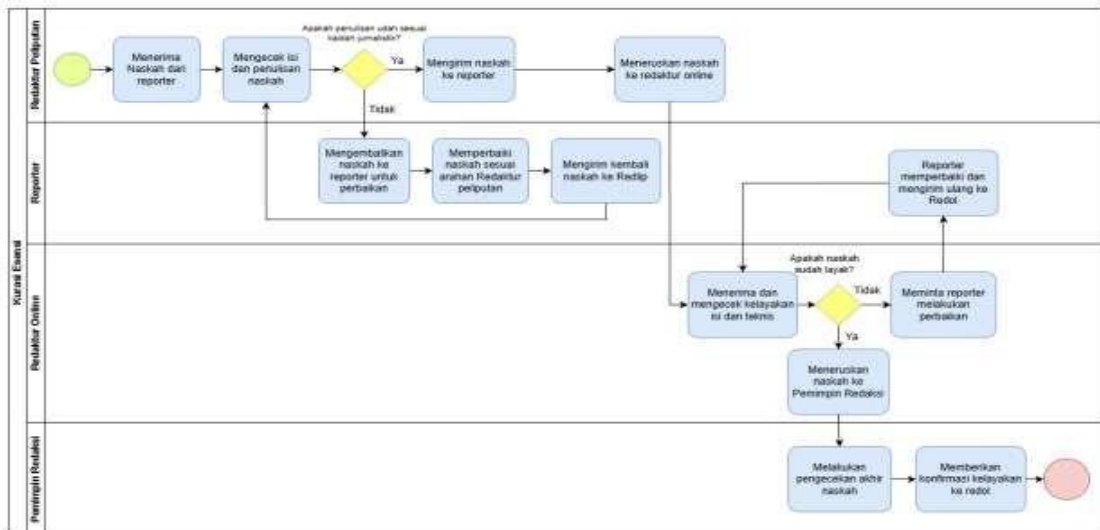 Kurasi Esensi
Redaktur Peliputan
Menerima
Naskah dari
reporter
Mengecek isi
dan penulisan
naskah
Apakah penulisan udah sesuai
kaidah jurnalistik?
Ya
Tidak
Mengirim naskah
ke reporter
Meneruskan naskah
ke redaktur online
Reporter
Mengembalikan
naskah ke
reporter untuk
perbaikan
Memperbaiki
naskah sesuai
arahan Redaktur
peliputan
Mengirim kembali
naskah ke Redlip
Reporter
memperbaiki dan
mengirim ulang ke
Redol
Redaktur Online
Menerima dan
mengecek kelayakan
isi dan teknis
Apakah naskah
sudah layak?
Tidak
Ya
Meminta reporter
melakukan
perbaikan
Meneruskan
naskah ke
Pemimpin Redaksi
Pemimpin Redaksi
Melakukan
pengecekan akhir
naskah
Memberikan
konfirmasi kelayakan
ke redol